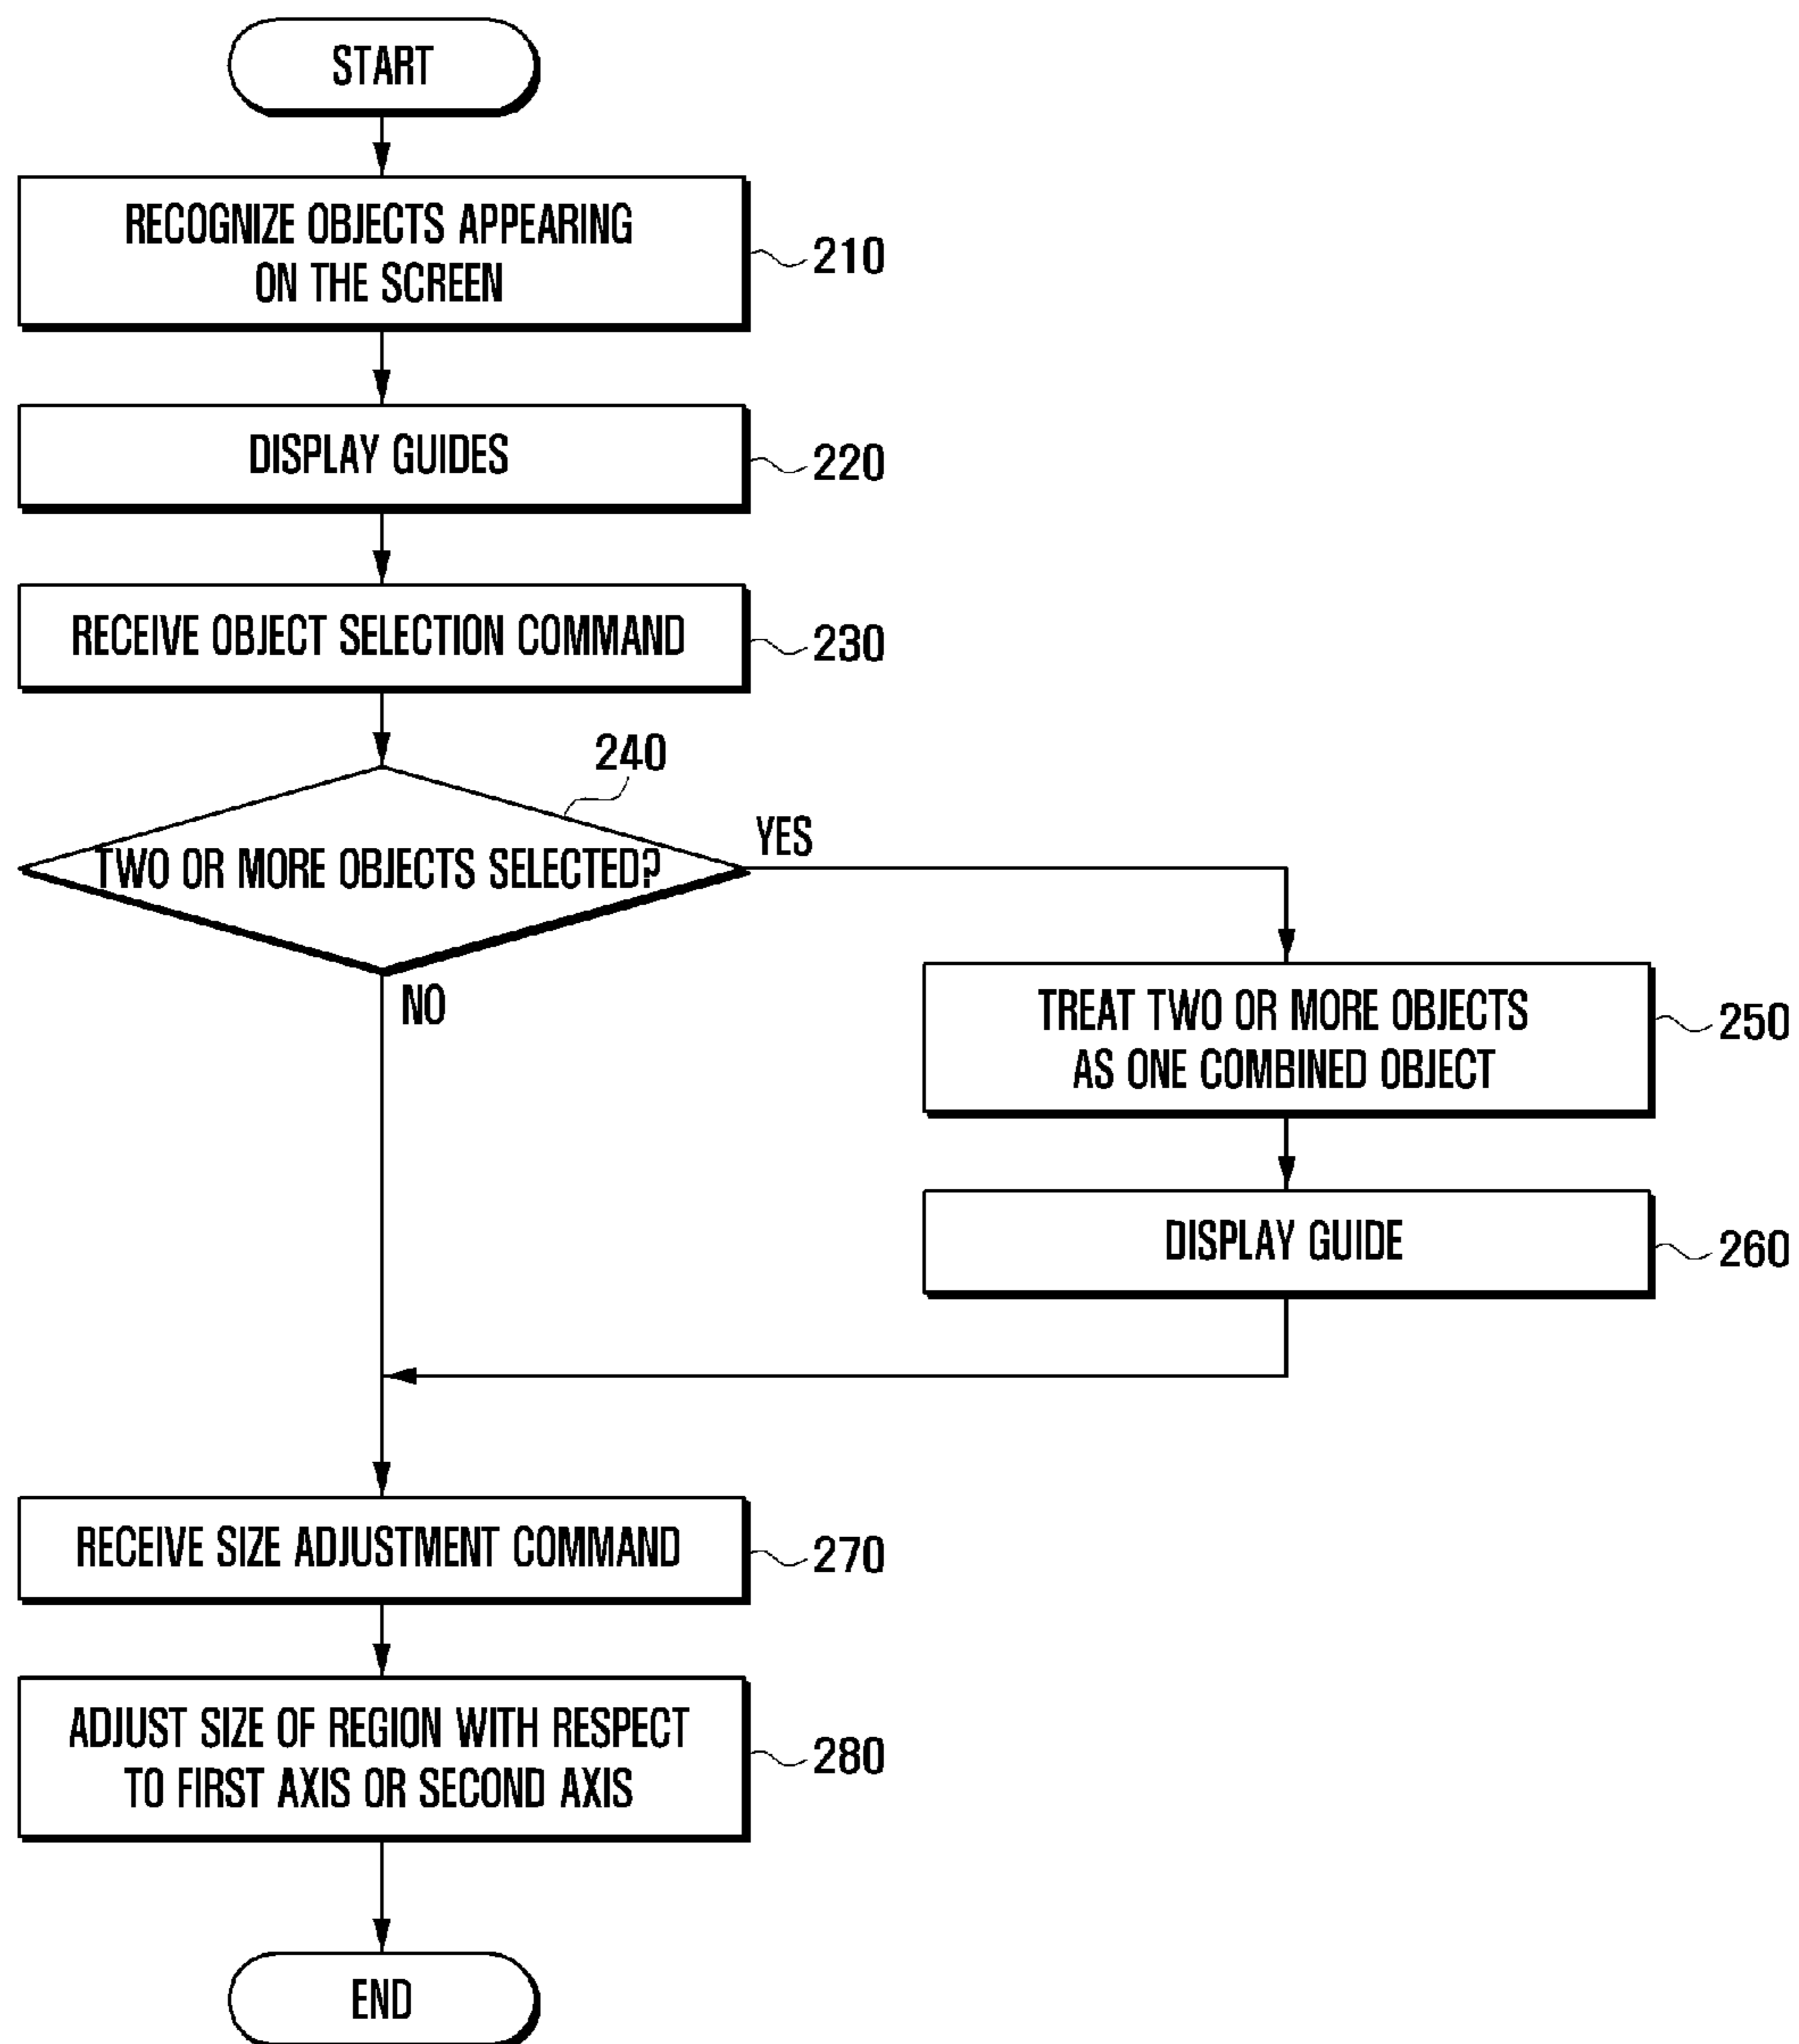 START
RECOGNIZE OBJECTS APPEARING
ON THE SCREEN
210
DISPLAY GUIDES
220
RECEIVE OBJECT SELECTION COMMAND
230
240
TWO OR MORE OBJECTS SELECTED?
YES
NO
TREAT TWO OR MORE OBJECTS
AS ONE COMBINED OBJECT
250
DISPLAY GUIDE
260
RECEIVE SIZE ADJUSTMENT COMMAND
270
ADJUST SIZE OF REGION WITH RESPECT
TO FIRST AXIS OR SECOND AXIS
280
END